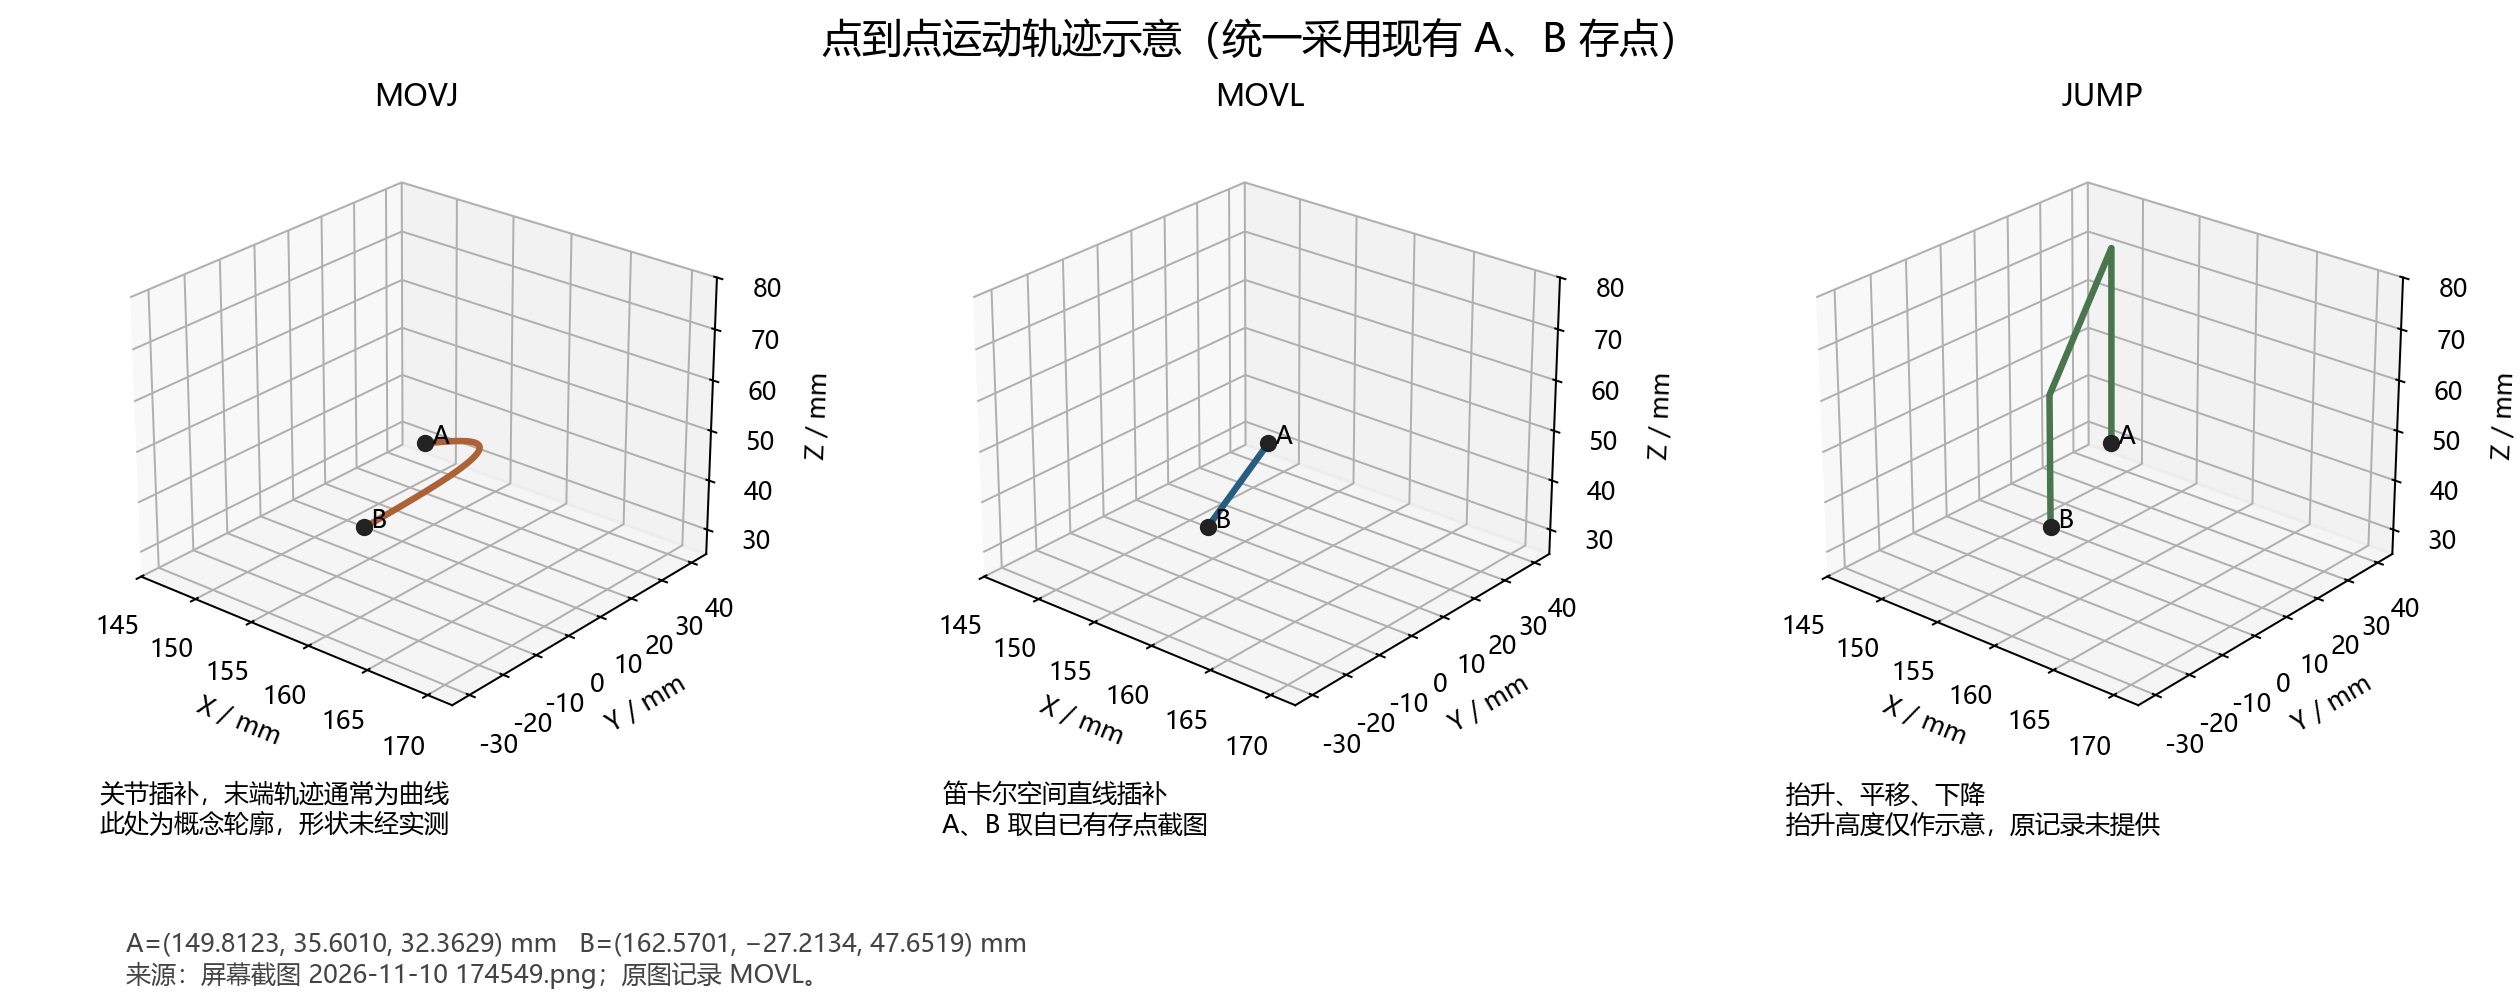 点到点运动轨迹示意（统一采用现有 A、B 存点）
MOVJ
80
70
60
50
40
30
Z / mm
A
B
145
150
155
160
165
170
X / mm
-30
-20
-10
0
10
20
30
40
Y / mm
关节插补，末端轨迹通常为曲线
此处为概念轮廓，形状未经实测
MOVL
80
70
60
50
40
30
Z / mm
A
B
145
150
155
160
165
170
X / mm
-30
-20
-10
0
10
20
30
40
Y / mm
笛卡尔空间直线插补
A、B 取自已有存点截图
JUMP
80
70
60
50
40
30
Z / mm
A
B
145
150
155
160
165
170
X / mm
-30
-20
-10
0
10
20
30
40
Y / mm
抬升、平移、下降
抬升高度仅作示意，原记录未提供
A=(149.8123, 35.6010, 32.3629) mm   B=(162.5701, −27.2134, 47.6519) mm
来源：屏幕截图 2026-11-10 174549.png；原图记录 MOVL。